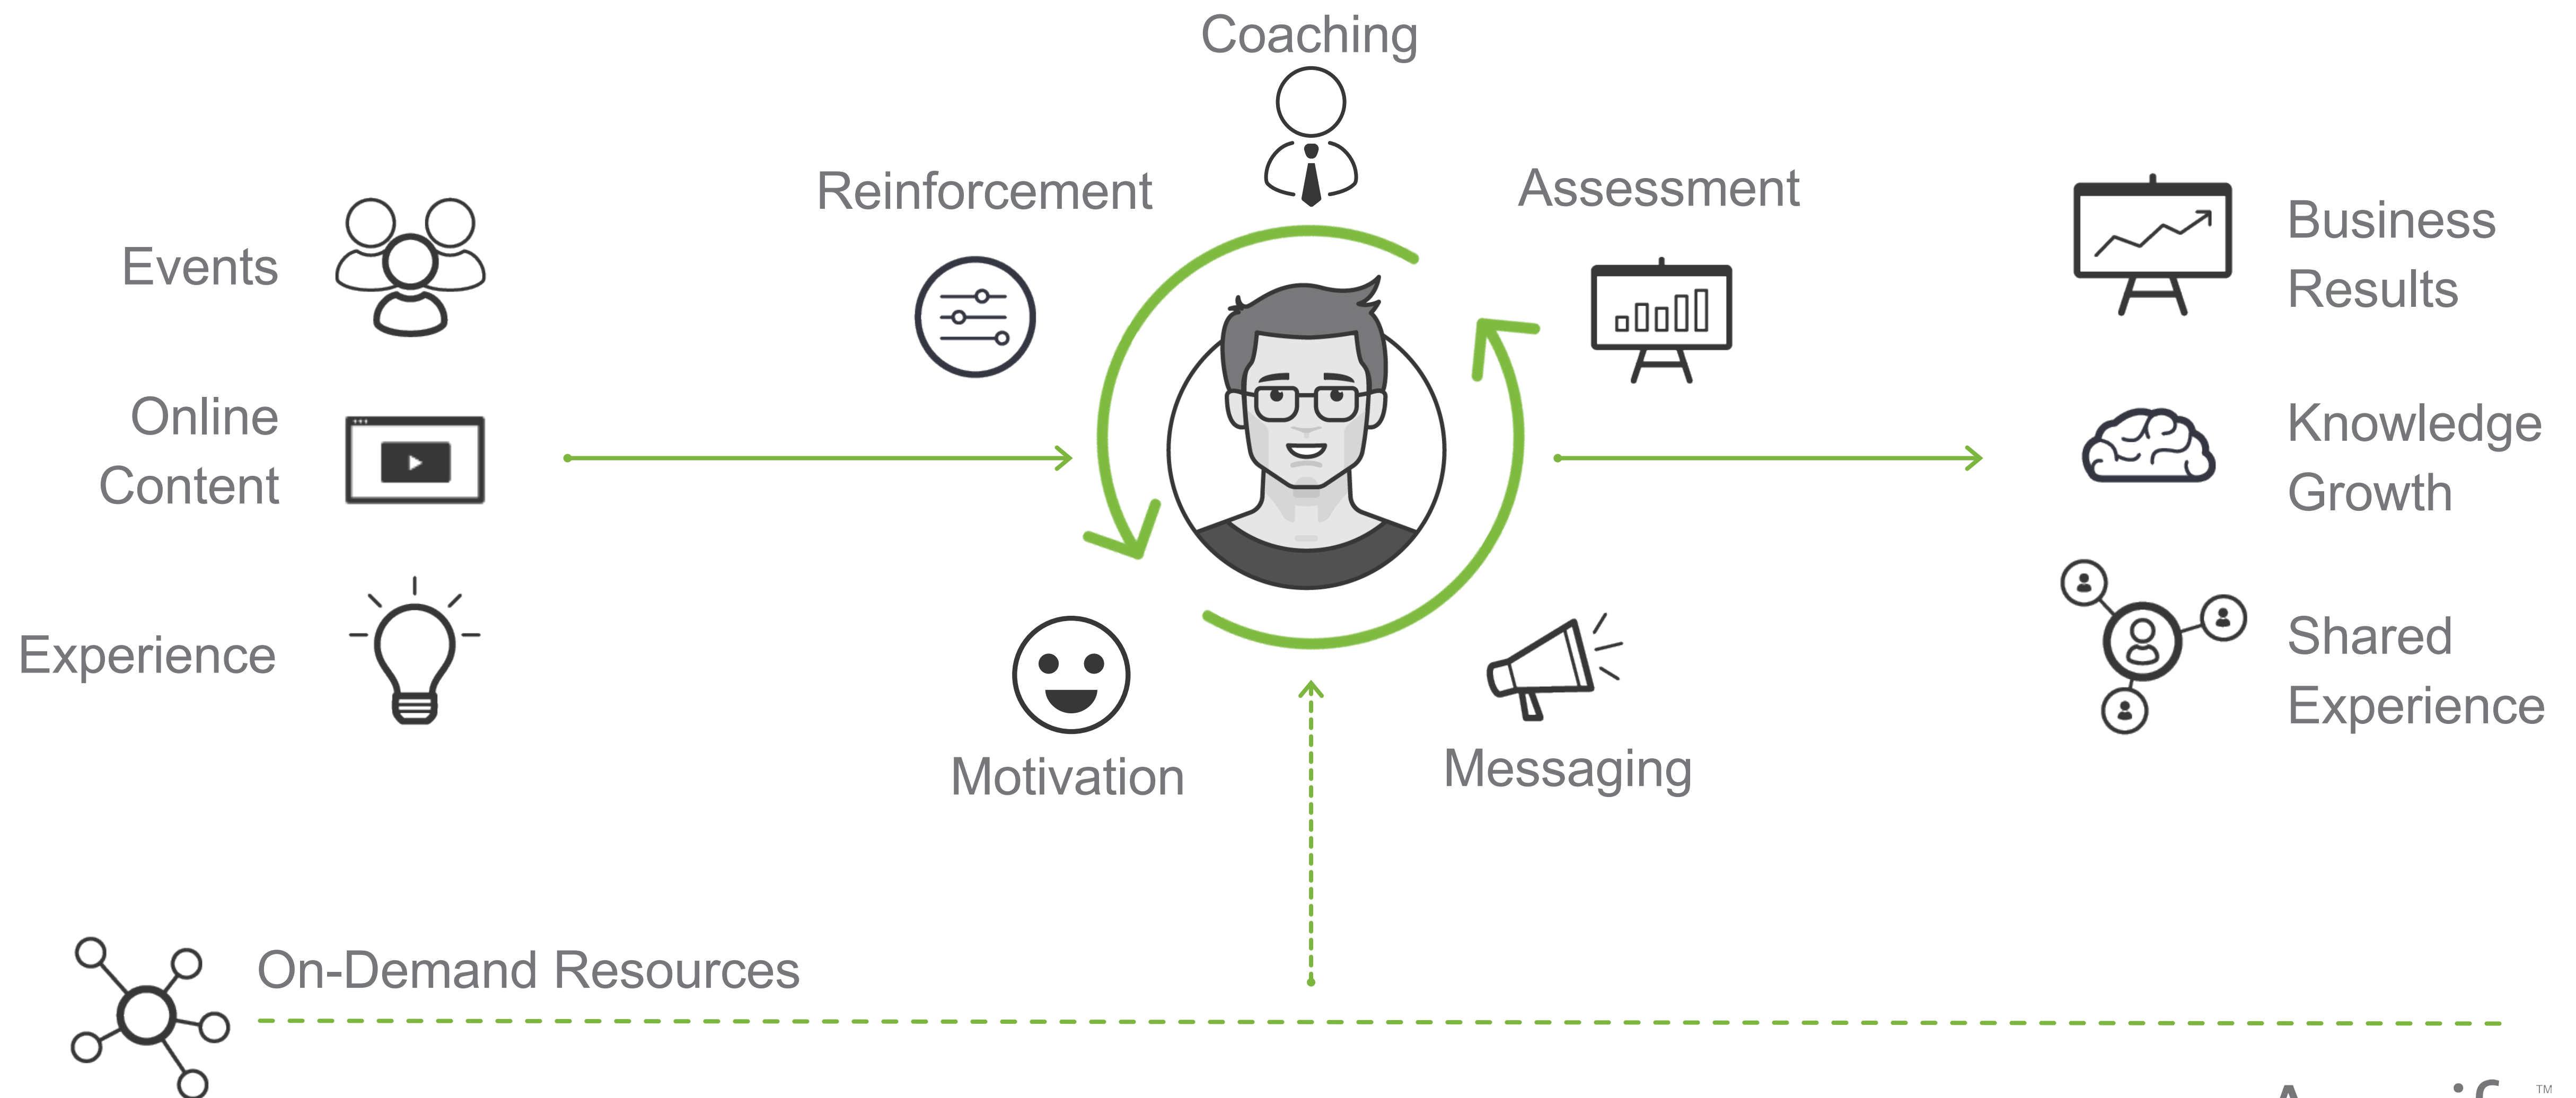 Coaching
Reinforcement
Assessment
Events
Online
Content
Experience
Business
Results
Knowledge
Growth
Shared
Experience
Motivation
Messaging
On-Demand Resources
TM